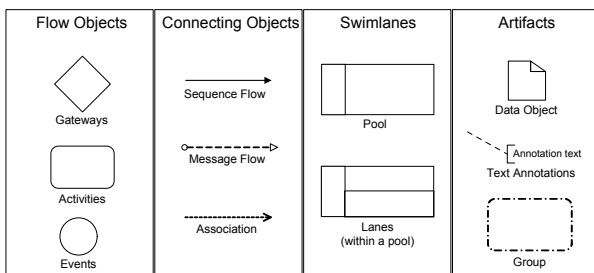 Flow Objects
Gateways
Activities
Events
Connecting Objects
Sequence Flow
Message Flow
Association
Swimlanes
Pool
Lanes
(within a pool)
Artifacts
Data Object
Annotation text
Text Annotations
Group